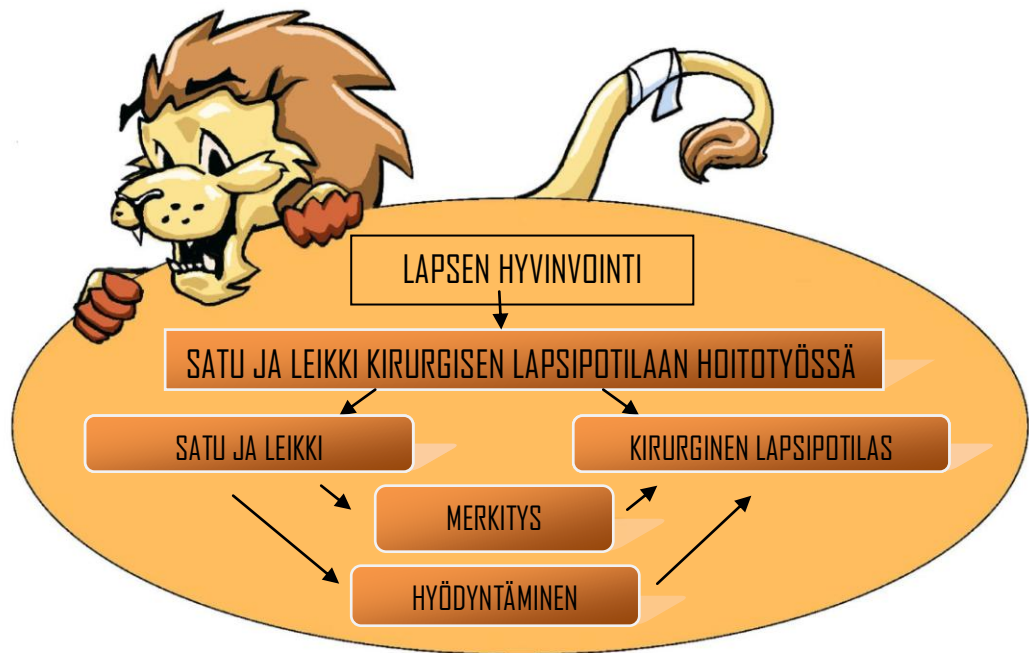 LAPSEN HYVINVOINTI
SATU JA LEIKKI KIRURGISEN LAPSIPOTILAAN HOITOTYÖSSÄ
SATU JA LEIKKI
KIRURGINEN LAPSIPOTILAS
MERKITYS
HYÖDYNTÄMINEN